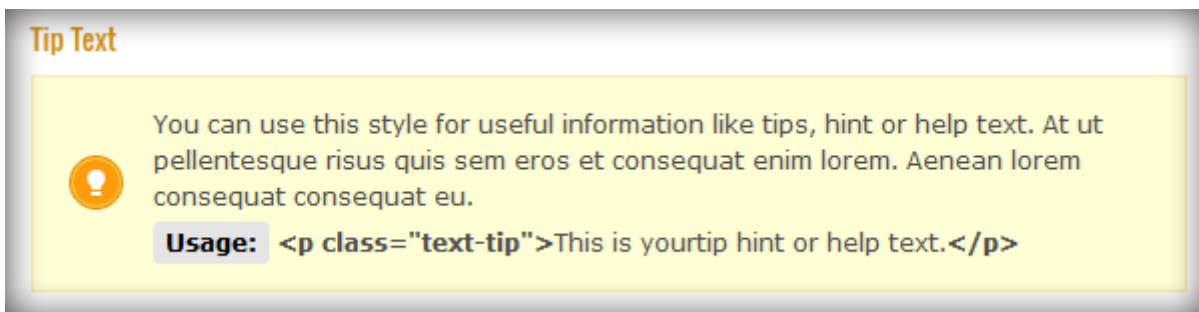 Tip Text
You can use this style for useful information like tips, hint or help text. At ut
pellentesque risus quis sem eros et consequat enim lorem. Aenean lorem
consequat consequat eu.
Usage: <p class="text-tip">This is yourtip hint or help text.</p>